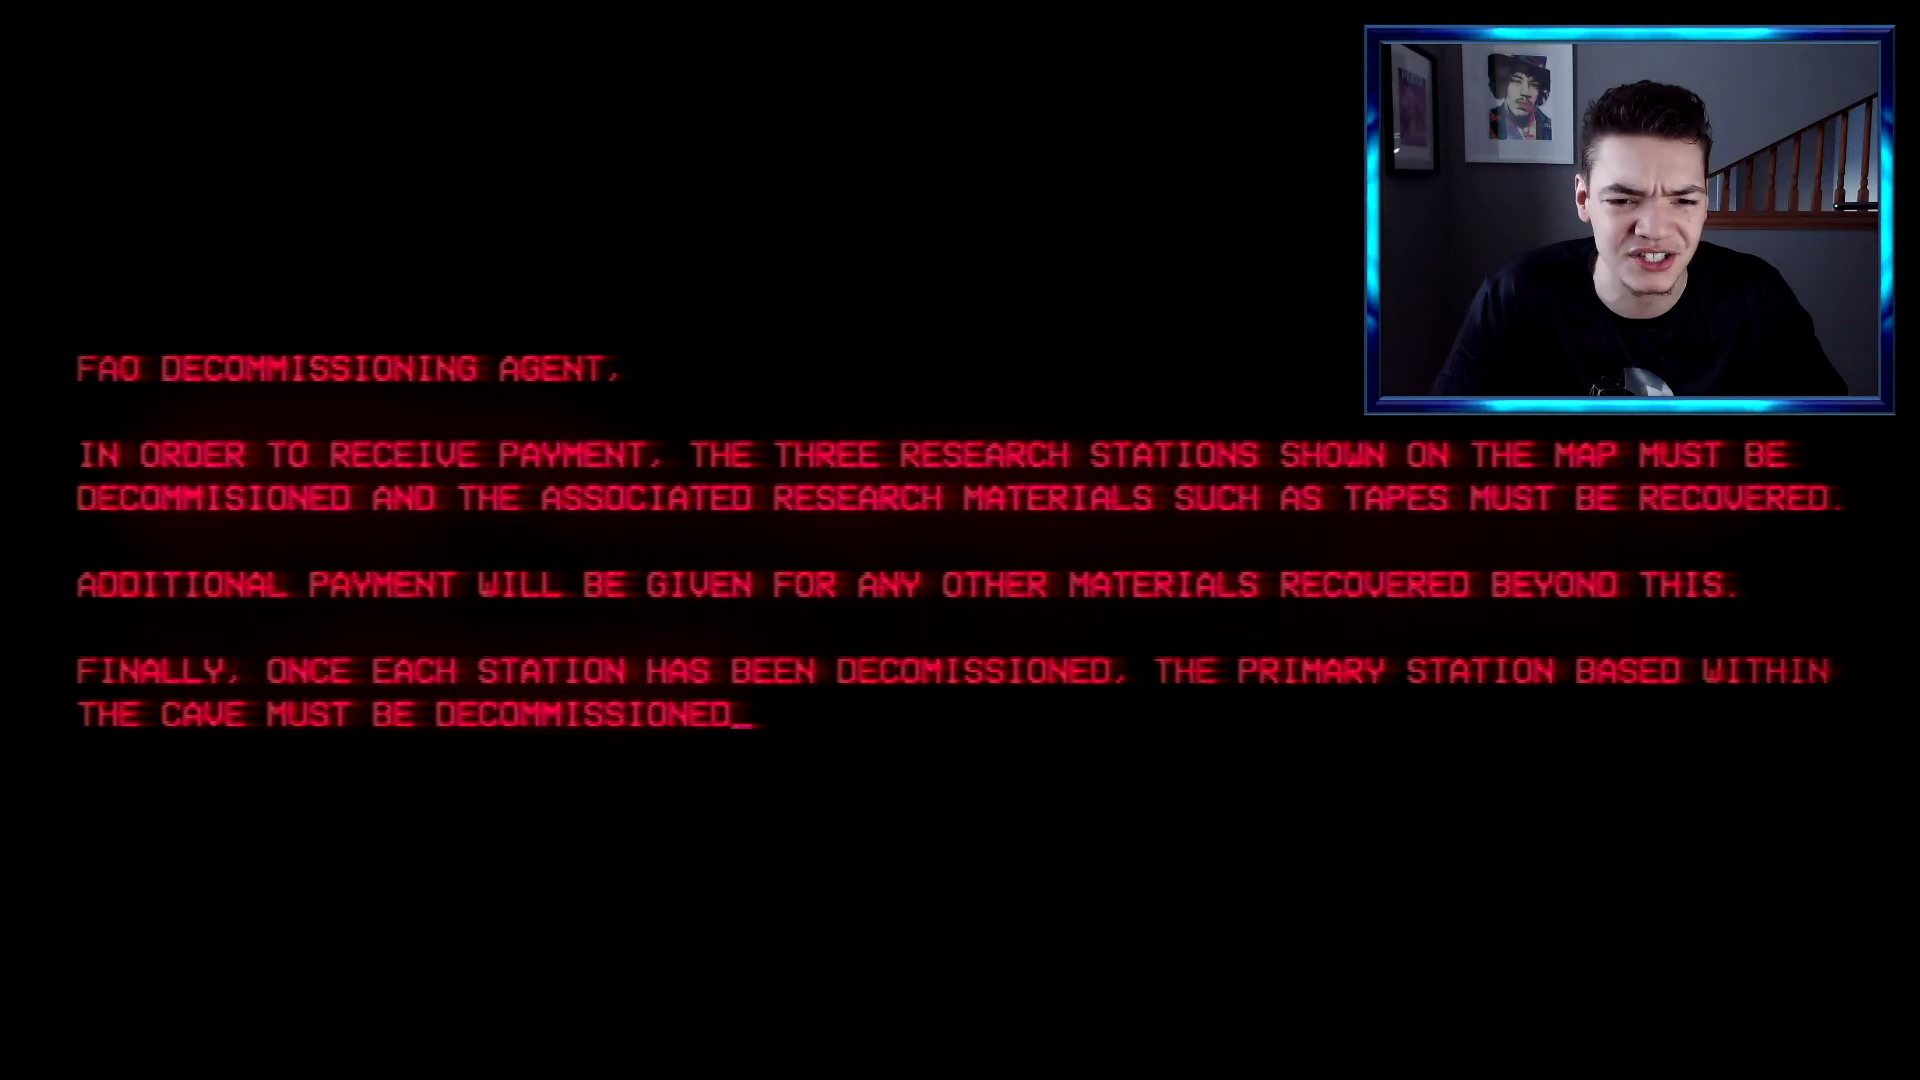 FAO DECOMMISSIONING AGENT,
IN ORDER TO RECEIVE PAYMENT, THE THREE RESEARCH STATIONS SHOWN ON THE MAP MUST BE
DECOMMISIONED AND THE ASSOCIATED RESEARCH MATERIALS SUCH AS TAPES MUST BE RECOVERED.
ADDITIONAL PAYMENT WILL BE GIVEN FOR ANY OTHER MATERIALS RECOVERED BEYOND THIS.
FINALLY, ONCE EACH STATION HAS BEEN DECOMISSIONED, THE PRIMARY STATION BASED WITHIN
THE CAVE MUST BE DECOMMISSIONED_